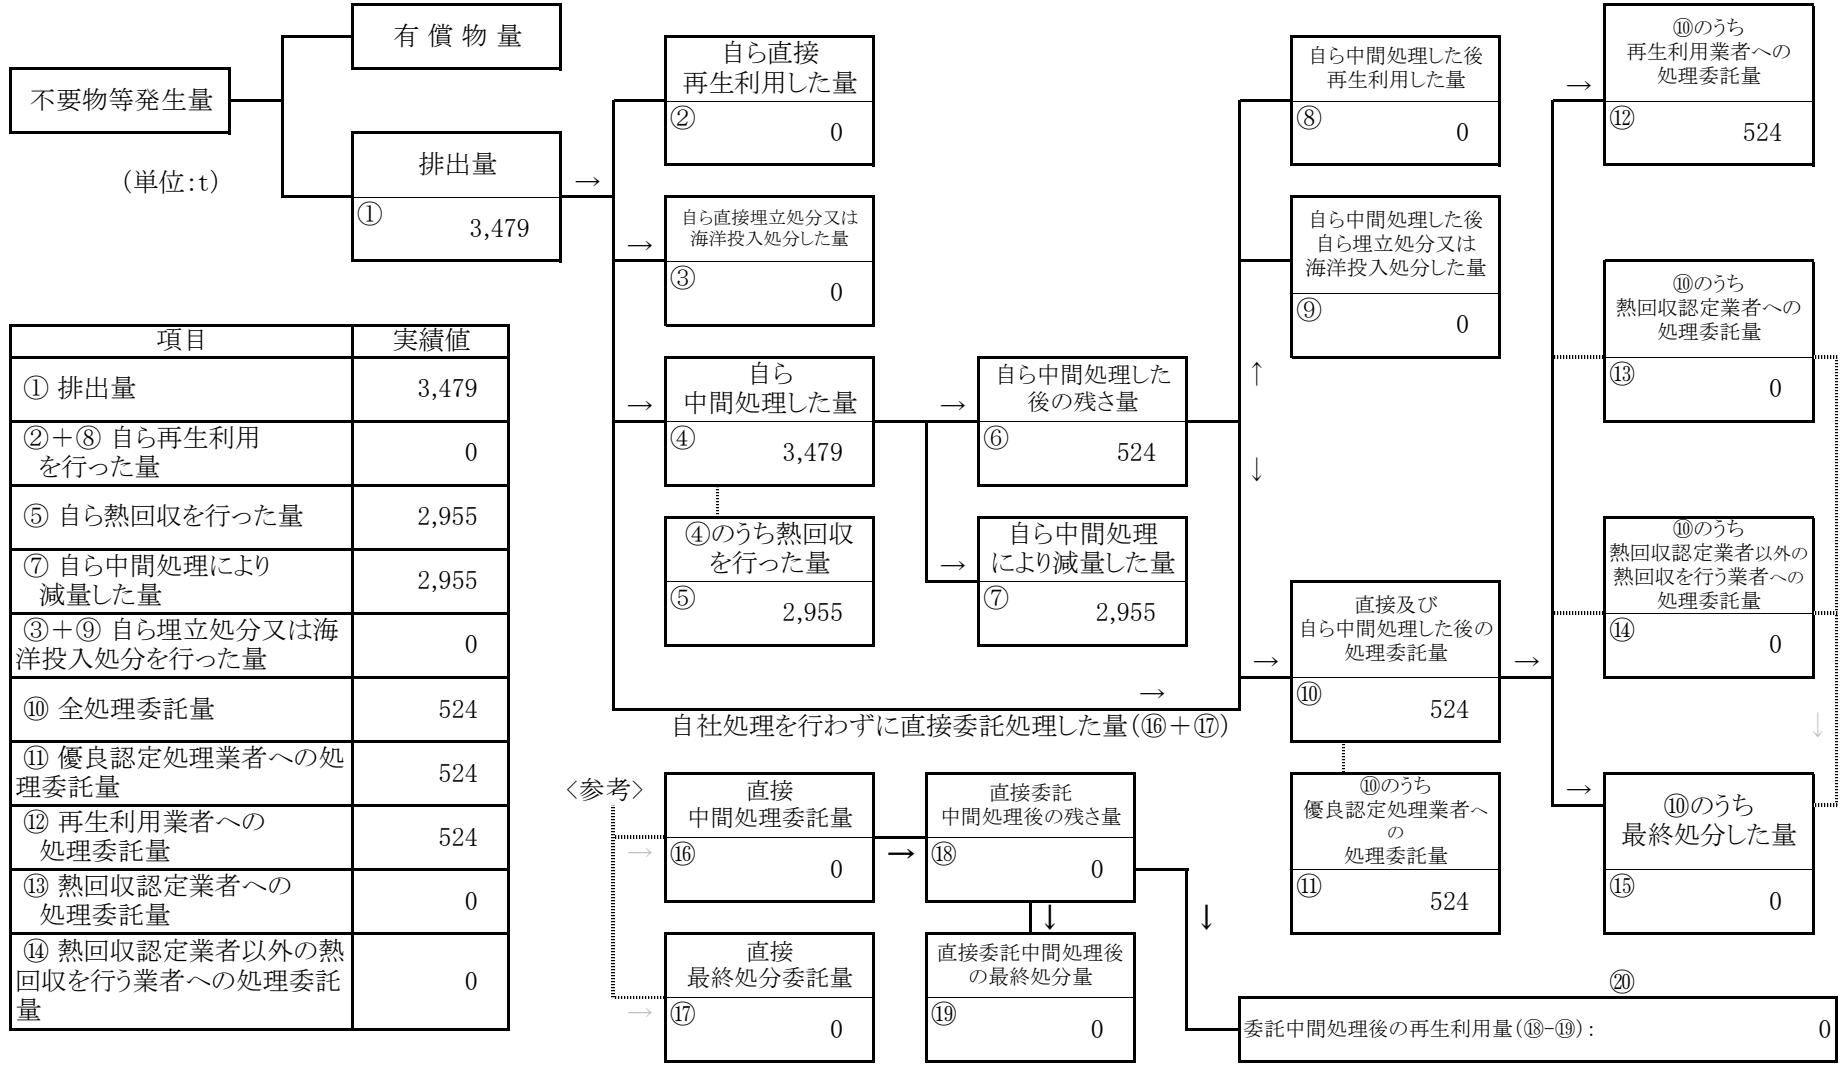 有 償 物 量
不要物等発生量
(単位:t)
排出量
①
3,479
→
自ら直接
再生利用した量
②
0
→
自ら直接埋立処分又は
海洋投入処分した量
③
0
→
自ら
中間処理した量
④
3,479
④のうち熱回収
を行った量
⑤
2,955
→
自ら中間処理した
後の残さ量
⑥
524
→
自ら中間処理
により減量した量
⑦
2,955
自ら中間処理した後
再生利用した量
⑧
0
自ら中間処理した後
自ら埋立処分又は
海洋投入処分した量
⑨
0
↑
↓
→
自社処理を行わずに直接委託処理した量(⑯+⑰)
→
直接及び
自ら中間処理した後の
処理委託量
⑩
524
⑩のうち
優良認定処理業者へ
の
処理委託量
⑪
524
→
→
⑩のうち
再生利用業者への
処理委託量
⑫
524
⑩のうち
熱回収認定業者への
処理委託量
⑬
0
⑩のうち
熱回収認定業者以外の
熱回収を行う業者への
処理委託量
⑭
0
↓
→
⑩のうち
最終処分した量
⑮
0
項目 実績値
① 排出量 3,479
②+⑧ 自ら再生利用
を行った量 0
⑤ 自ら熱回収を行った量 2,955
⑦ 自ら中間処理により
減量した量 2,955
③+⑨ 自ら埋立処分又は海
洋投入処分を行った量 0
⑩ 全処理委託量 524
⑪ 優良認定処理業者への処
理委託量 524
⑫ 再生利用業者への
処理委託量 524
⑬ 熱回収認定業者への
処理委託量 0
⑭ 熱回収認定業者以外の熱
回収を行う業者への処理委託
量 0
<参考>
→
直接
中間処理委託量
⑯
0
→
直接委託
中間処理後の残さ量
⑱
0
→
直接
最終処分委託量
⑰
0
↓
直接委託中間処理後
の最終処分量
⑲
0
↓
⑳
委託中間処理後の再生利用量(⑱-⑲): 0